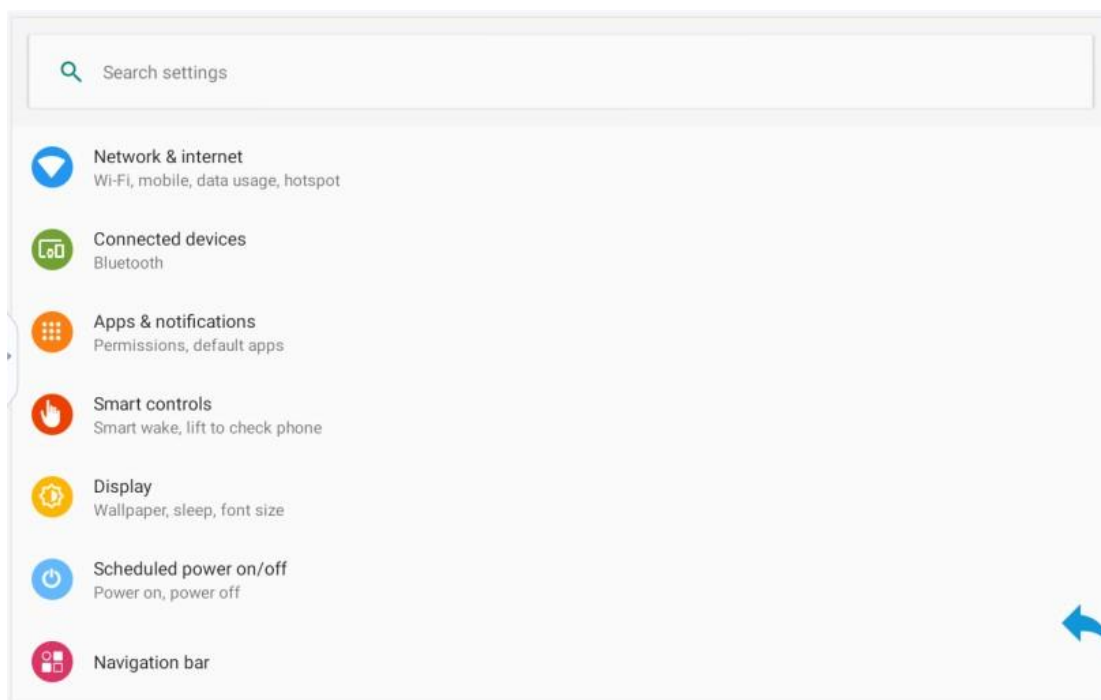 Search settings
Network & internet
Wi-Fi, mobile, data usage, hotspot
Connected devices
Bluetooth
Apps & notifications
Permissions, default apps
Smart controls
Smart wake, lift to check phone
Display
Wallpaper, sleep, font size
Scheduled power on/off
Power on, power off
Navigation bar